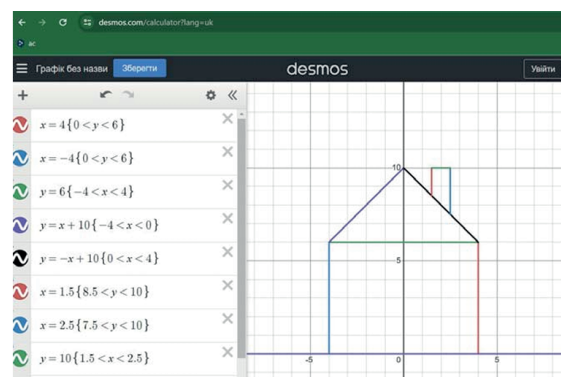 desmos.com/calculator?lang=uk
ac
Графік без назви
Зберегти
desmos
Увійти
x = 4{0 < y < 6}
x = −4{0 < y < 6}
y = 6{−4 < x < 4}
y = x + 10{−4 < x < 0}
y = −x + 10{0 < x < 4}
x = 1.5{8.5 < y < 10}
x = 2.5{7.5 < y < 10}
y = 10{1.5 < x < 2.5}
10
5
-5
0
5